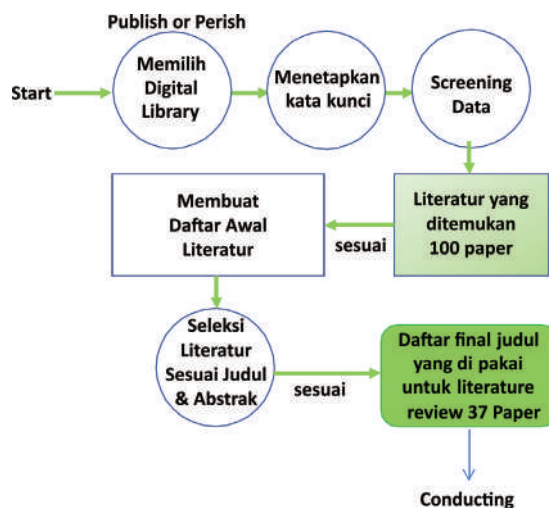 Publish or Perish
Start
Memilih
Digital
Library
Menetapkan
kata kunci
Screening
Data
Literatur yang
ditemukan
100 paper
sesuai
Membuat
Daftar Awal
Literatur
Seleksi
Literatur
Sesuai Judul
& Abstrak
sesuai
Daftar final judul
yang di pakai
untuk literature
review 37 Paper
Conducting